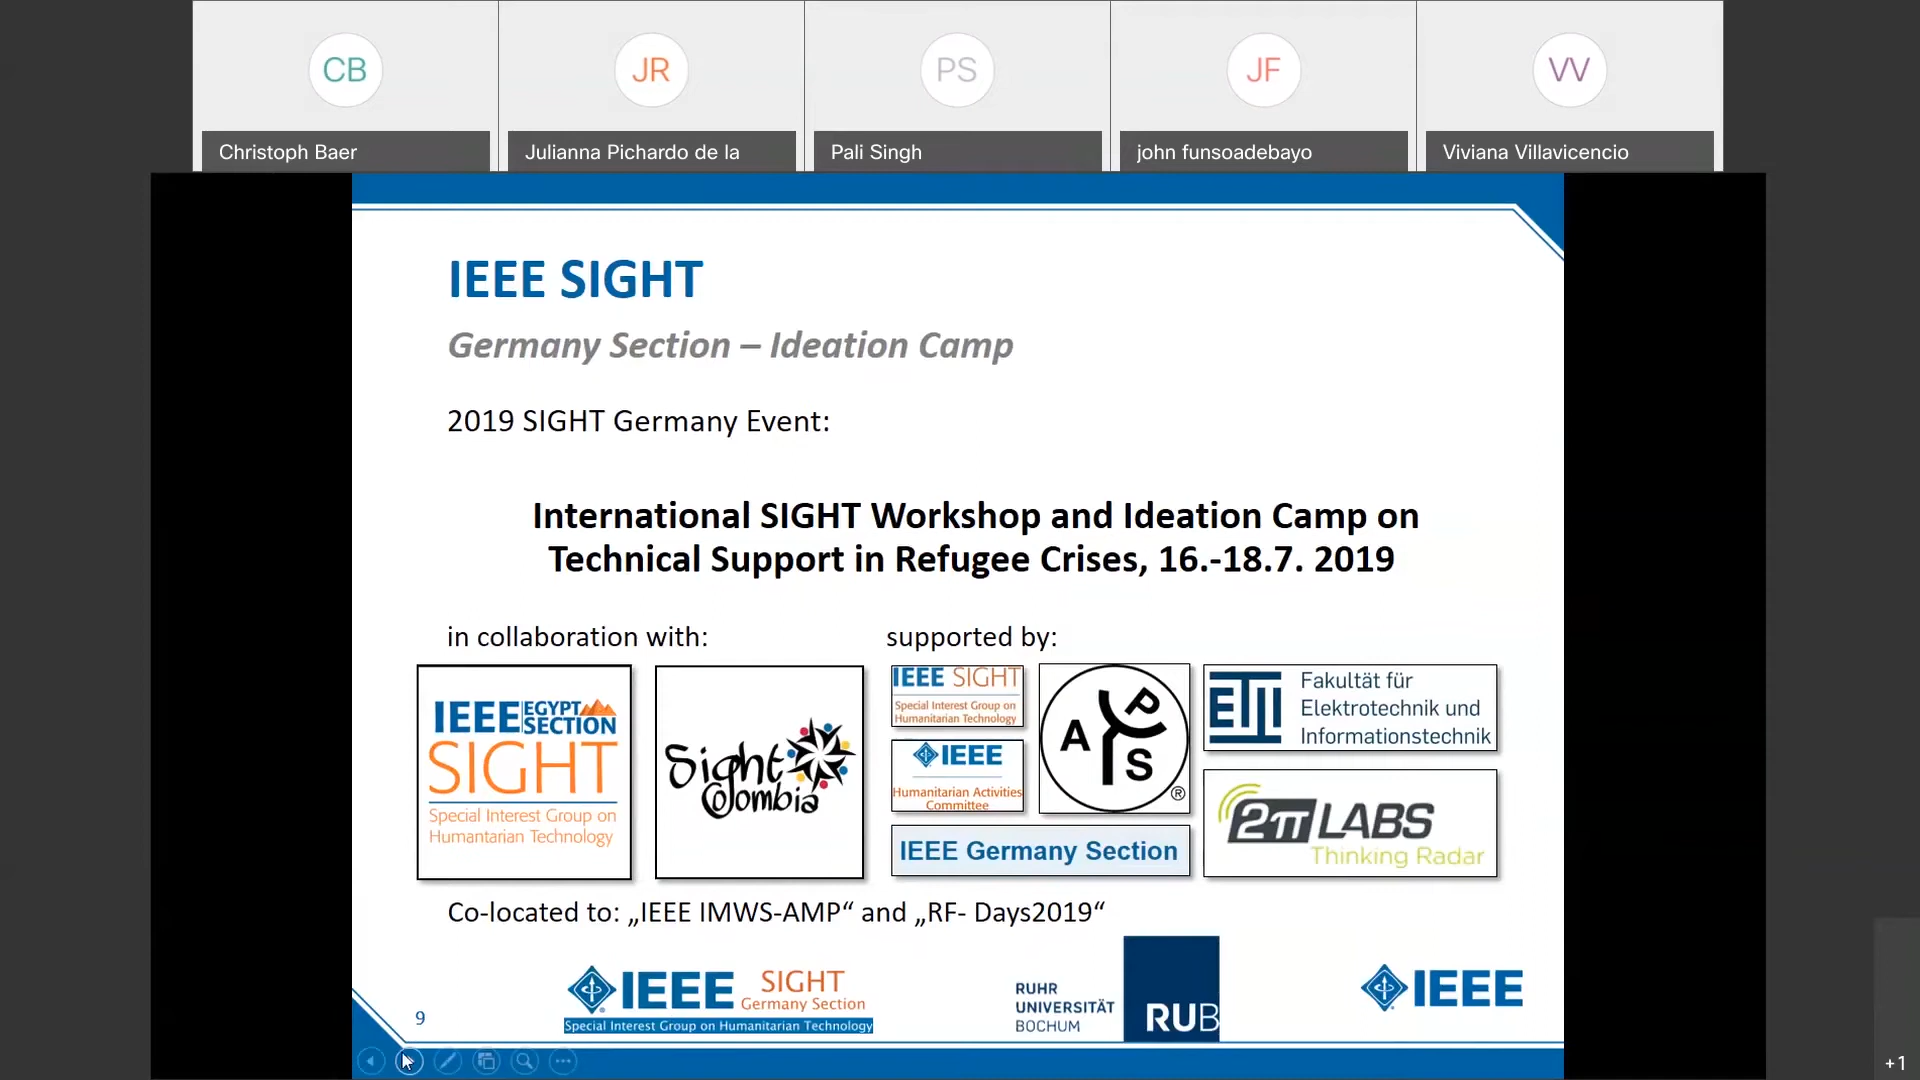 CB
JR
PS
JF
VV
Christoph Baer
Julianna Pichardo de la
Pali Singh
john funsoadebayo
Viviana Villavicencio
IEEE SIGHT
Germany Section – Ideation Camp
2019 SIGHT Germany Event:
International SIGHT Workshop and Ideation Camp on
Technical Support in Refugee Crises, 16.-18.7. 2019
in collaboration with:
supported by:
IEEE EGYPT SECTION
SIGHT
Special Interest Group on
Humanitarian Technology
Sight
Colombia
IEEE SIGHT
Special Interest Group on
Humanitarian Technology
IEEE
Humanitarian Activities
Committee
IEEE Germany Section
A P S ®
ETIT
Fakultät für
Elektrotechnik und
Informationstechnik
2π LABS
Thinking Radar
Co-located to: „IEEE IMWS-AMP“ and „RF- Days2019“
9
IEEE SIGHT
Germany Section
Special Interest Group on Humanitarian Technology
RUHR
UNIVERSITÄT
BOCHUM
RUB
IEEE
+1